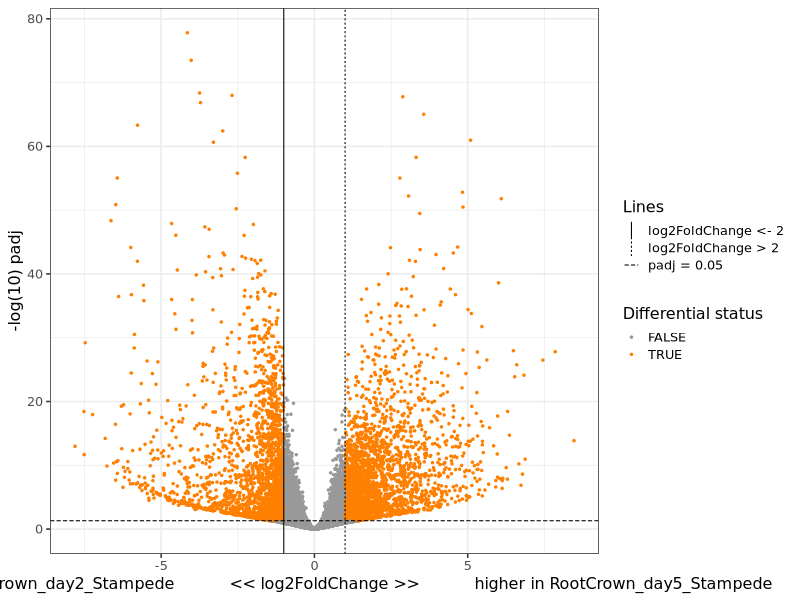 80
60
40
20
0
-log(10) padj
-5
0
5
rown_day2_Stampede << log2FoldChange >> higher in RootCrown_day5_Stampede
Lines
log2FoldChange <- 2
log2FoldChange > 2
padj = 0.05
Differential status
FALSE
TRUE